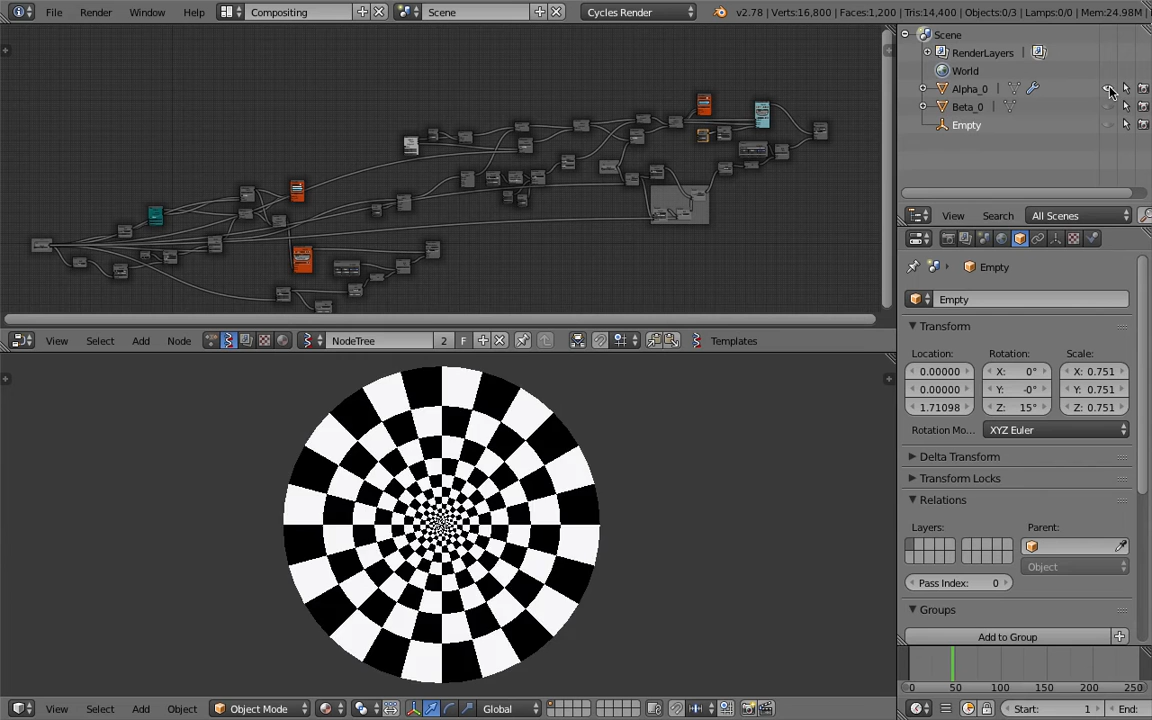 File Render Window Help Compositing Scene Cycles Render v2.78 | Verts:16,800 | Faces:1,200 | Tris:14,400 | Objects:0/3 | Lamps:0/0 | Mem:24.98M
Scene
RenderLayers
World
Alpha_0
Beta_0
Empty
View Search All Scenes
Empty
Empty
Transform
Location: Rotation: Scale:
0.00000 X: 0° X: 0.751
0.00000 Y: -0° Y: 0.751
1.71098 Z: 15° Z: 0.751
Rotation Mo... XYZ Euler
Delta Transform
Transform Locks
Relations
Layers: Parent:
Object
Pass Index: 0
Groups
Add to Group
0 50 100 150 200 250
Start: 1 End:
View Select Add Node NodeTree 2 F Templates
View Select Add Object Object Mode Global